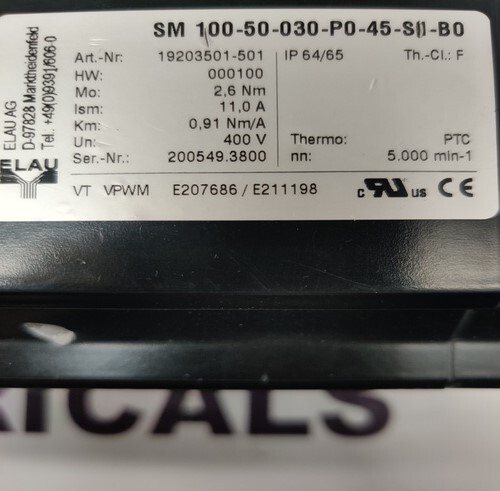 SM 100-50-030-P0-45-S1-B0
Art.-Nr: 19203501-501 IP 64/65 Th.-Cl.: F
HW: 000100
Mo: 2,6 Nm
Ism: 11,0 A
Km: 0,91 Nm/A
Un: 400 V Thermo: PTC
Ser.-Nr.: 200549.3800 nn: 5.000 min-1
VT VPWM E207686 / E211198 c RU us CE
ELAU AG
D-97828 Marktheidenfeld
Tel. +49(0)9391/606-0
ELAU
RICALS